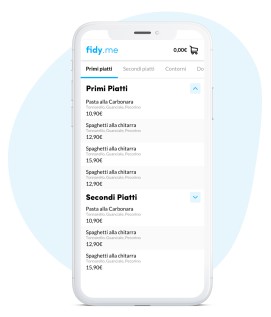 fidy.me
0,00€
Primi piatti Secondi piatti Contorni
Primi Piatti
Pasta alla Carbonara
Tonnarello, Guanciale, Pecorino
10,90€
Spaghetti alla chitarra
Tonnarello, Guanciale, Pecorino
12,90€
Spaghetti alla chitarra
Tonnarello, Guanciale, Pecorino
15,90€
Spaghetti alla chitarra
Tonnarello, Guanciale, Pecorino
12,90€
Secondi Piatti
Pasta alla Carbonara
Tonnarello, Guanciale, Pecorino
10,90€
Spaghetti alla chitarra
Tonnarello, Guanciale, Pecorino
12,90€
Spaghetti alla chitarra
Tonnarello, Guanciale, Pecorino
15,90€